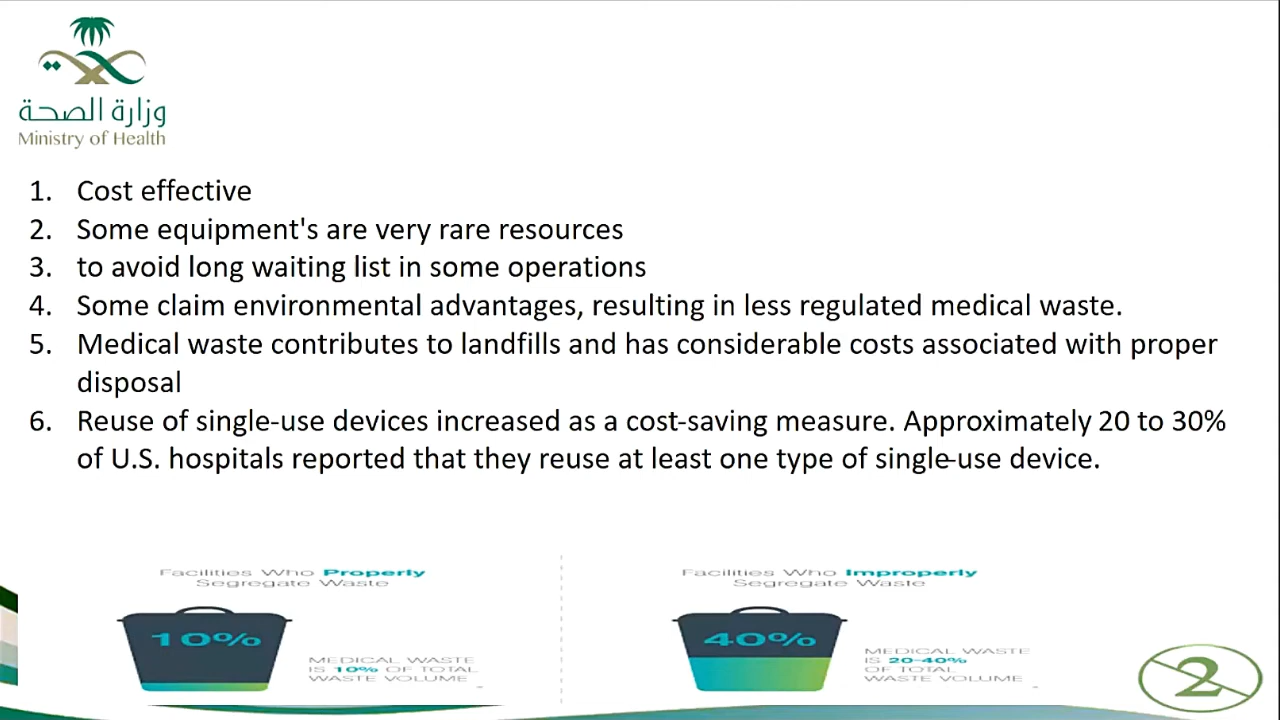 وزارة الصحة
Ministry of Health
1. Cost effective
2. Some equipment's are very rare resources
3. to avoid long waiting list in some operations
4. Some claim environmental advantages, resulting in less regulated medical waste.
5. Medical waste contributes to landfills and has considerable costs associated with proper
disposal
6. Reuse of single-use devices increased as a cost-saving measure. Approximately 20 to 30%
of U.S. hospitals reported that they reuse at least one type of single-use device.
Facilities Who Properly
Segregate Waste
10%
MEDICAL WASTE
IS 10% OF TOTAL
WASTE VOLUME
Facilities Who Improperly
Segregate Waste
40%
MEDICAL WASTE
IS 20-40%
OF TOTAL
WASTE VOLUME
2